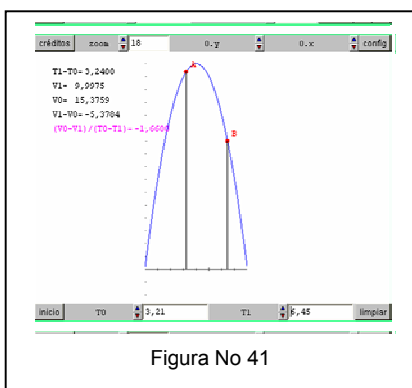 créditos zoom 18 0.y 0.x config
T1-T0=3,2400
V1= 9,9975
V0= 15,3759
V1-V0=-5,3784
(V0-V1)/(T0-T1)=-1,6600
A
B
inicio T0 3,21 T1 6,45 limpiar
Figura No 41